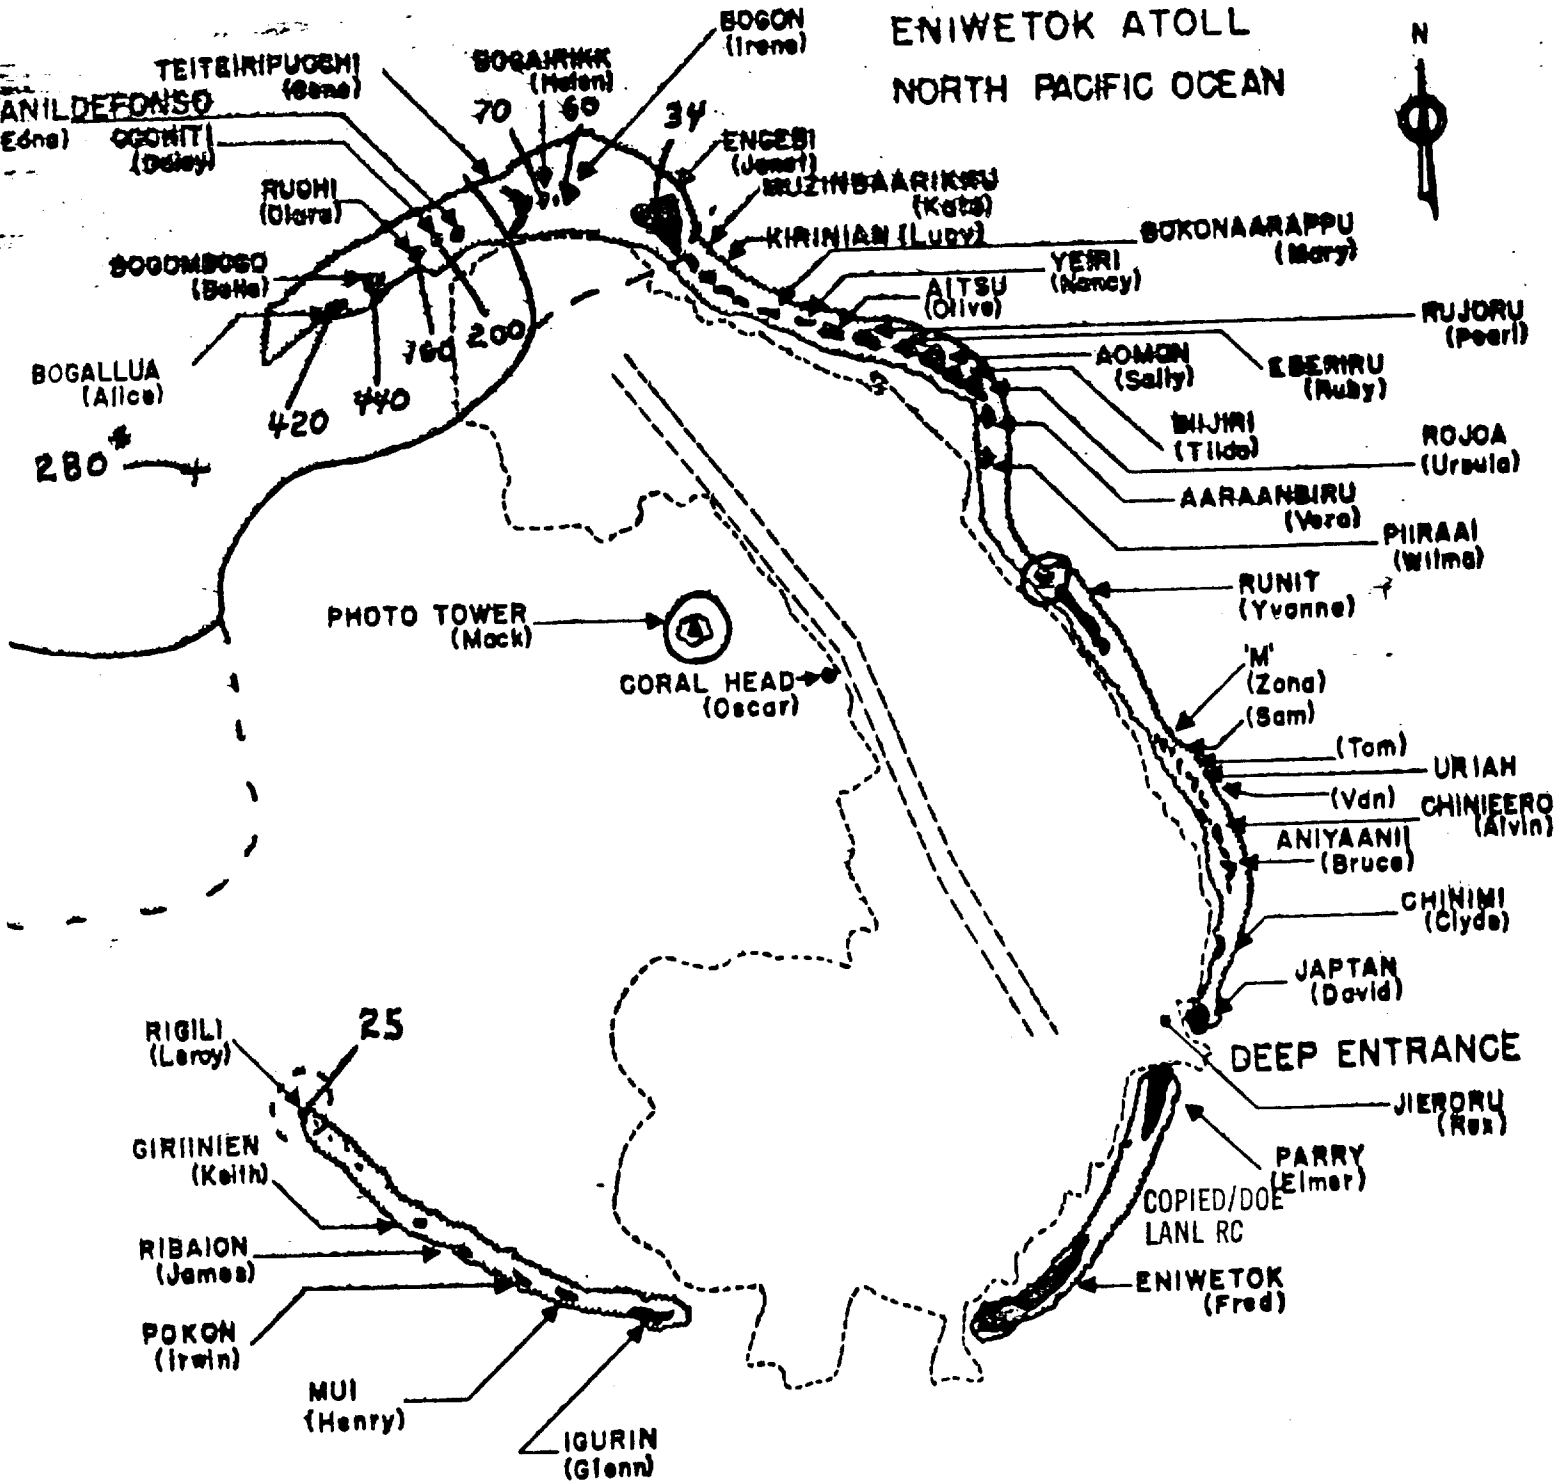 ENIWETOK ATOLL
NORTH PACIFIC OCEAN
N
BOGON
(Irene)
TEITEIRIPUCCHI
(Gene)
BOGAIRIKK
(Helen)
ANILDEFONSO
Edna)
70
60
34
(Daisy)
ENGEBI
(Janet)
MUZINBAARIKKU
(Kate)
RUCHI
(Clara)
KIRINIAN (Lucy)
BOKONAARAPPU
(Mary)
BOGOMBOGO
(Belle)
YEIRI
(Nancy)
AITSU
(Olive)
RUJORU
(Pearl)
200
AOMON
(Sally)
EBERIRU
(Ruby)
BOGALLUA
(Alice)
440
420
BIIJIRI
(Tilda)
ROJOA
(Ursula)
280*
AARAANBIRU
(Vera)
PIIRAAI
(Wilma)
RUNIT
(Yvonne)
PHOTO TOWER
(Mack)
CORAL HEAD
(Oscar)
'M'
(Zona)
(Sam)
(Tom)
URIAH
(Van)
CHINIEERO
(Alvin)
ANIYAANII
(Bruce)
CHINIMI
(Clyde)
JAPTAN
(David)
RIGILI
(Leroy)
25
DEEP ENTRANCE
JIERORU
(Rex)
GIRIINIEN
(Keith)
PARRY
(Elmer)
COPIED/DOE
LANL RC
RIBAION
(James)
ENIWETOK
(Fred)
POKON
(Irwin)
MUI
(Henry)
IGURIN
(Glenn)